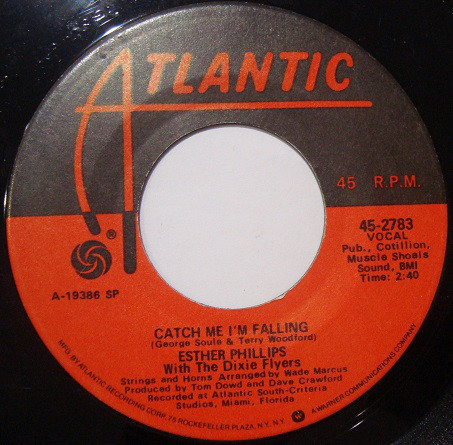 ATLANTIC
45 R.P.M.
45-2783
VOCAL
Pub., Cotillion,
Muscle Shoals
Sound, BMI
Time: 2:40
®
A-19386 SP
CATCH ME I'M FALLING
(George Soule & Terry Woodford)
ESTHER PHILLIPS
With The Dixie Flyers
Strings and Horns Arranged by Wade Marcus
Produced by Tom Dowd and Dave Crawford
Recorded at Atlantic South-Criteria
Studios, Miami, Florida
MFG. BY ATLANTIC RECORDING CORP. 75 ROCKEFELLER PLAZA, N.Y., N.Y. A WARNER COMMUNICATIONS COMPANY